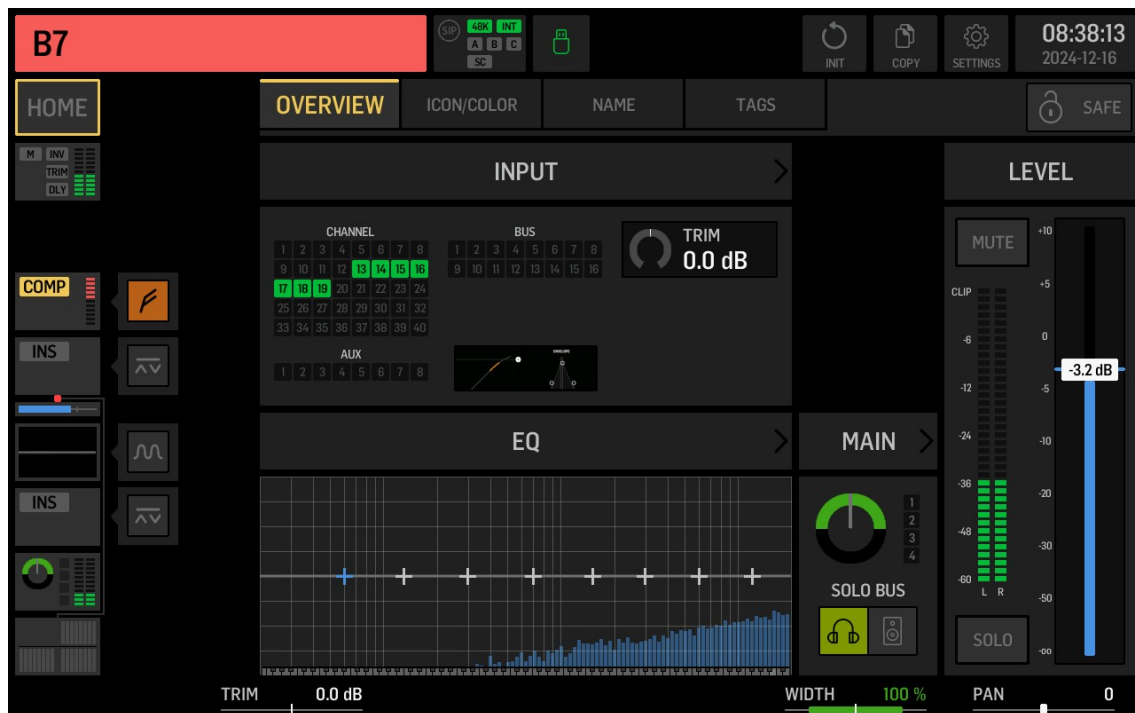 B7
SIP
48K INT
A B C
SC
INIT
COPY
SETTINGS
08:38:13
2024-12-16
HOME
OVERVIEW
ICON/COLOR
NAME
TAGS
SAFE
M INV
TRIM
DLY
INPUT
LEVEL
CHANNEL
1 2 3 4 5 6 7 8
9 10 11 12 13 14 15 16
17 18 19 20 21 22 23 24
25 26 27 28 29 30 31 32
33 34 35 36 37 38 39 40
BUS
1 2 3 4 5 6 7 8
9 10 11 12 13 14 15 16
TRIM
0.0 dB
AUX
1 2 3 4 5 6 7 8
ENVELOPE
COMP
INS
INS
MUTE
CLIP
-6
-12
-24
-36
-48
-60
L R
+10
+5
0
-5
-10
-20
-30
-50
-oo
-3.2 dB
EQ
MAIN
1
2
3
4
SOLO BUS
SOLO
TRIM 0.0 dB
WIDTH 100 %
PAN 0